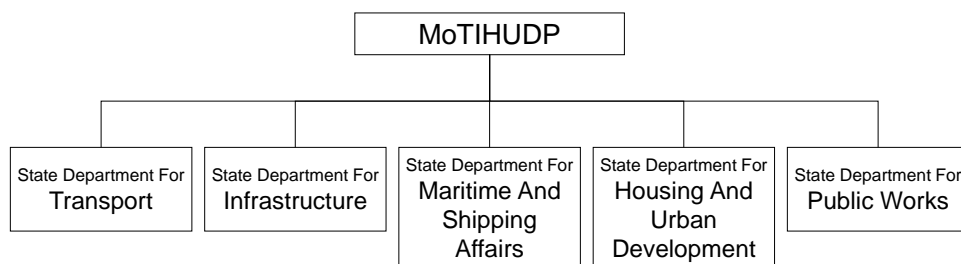 MoTIHUDP
State Department For
Transport
State Department For
Infrastructure
State Department For
Maritime And
Shipping
Affairs
State Department For
Housing And
Urban
Development
State Department For
Public Works